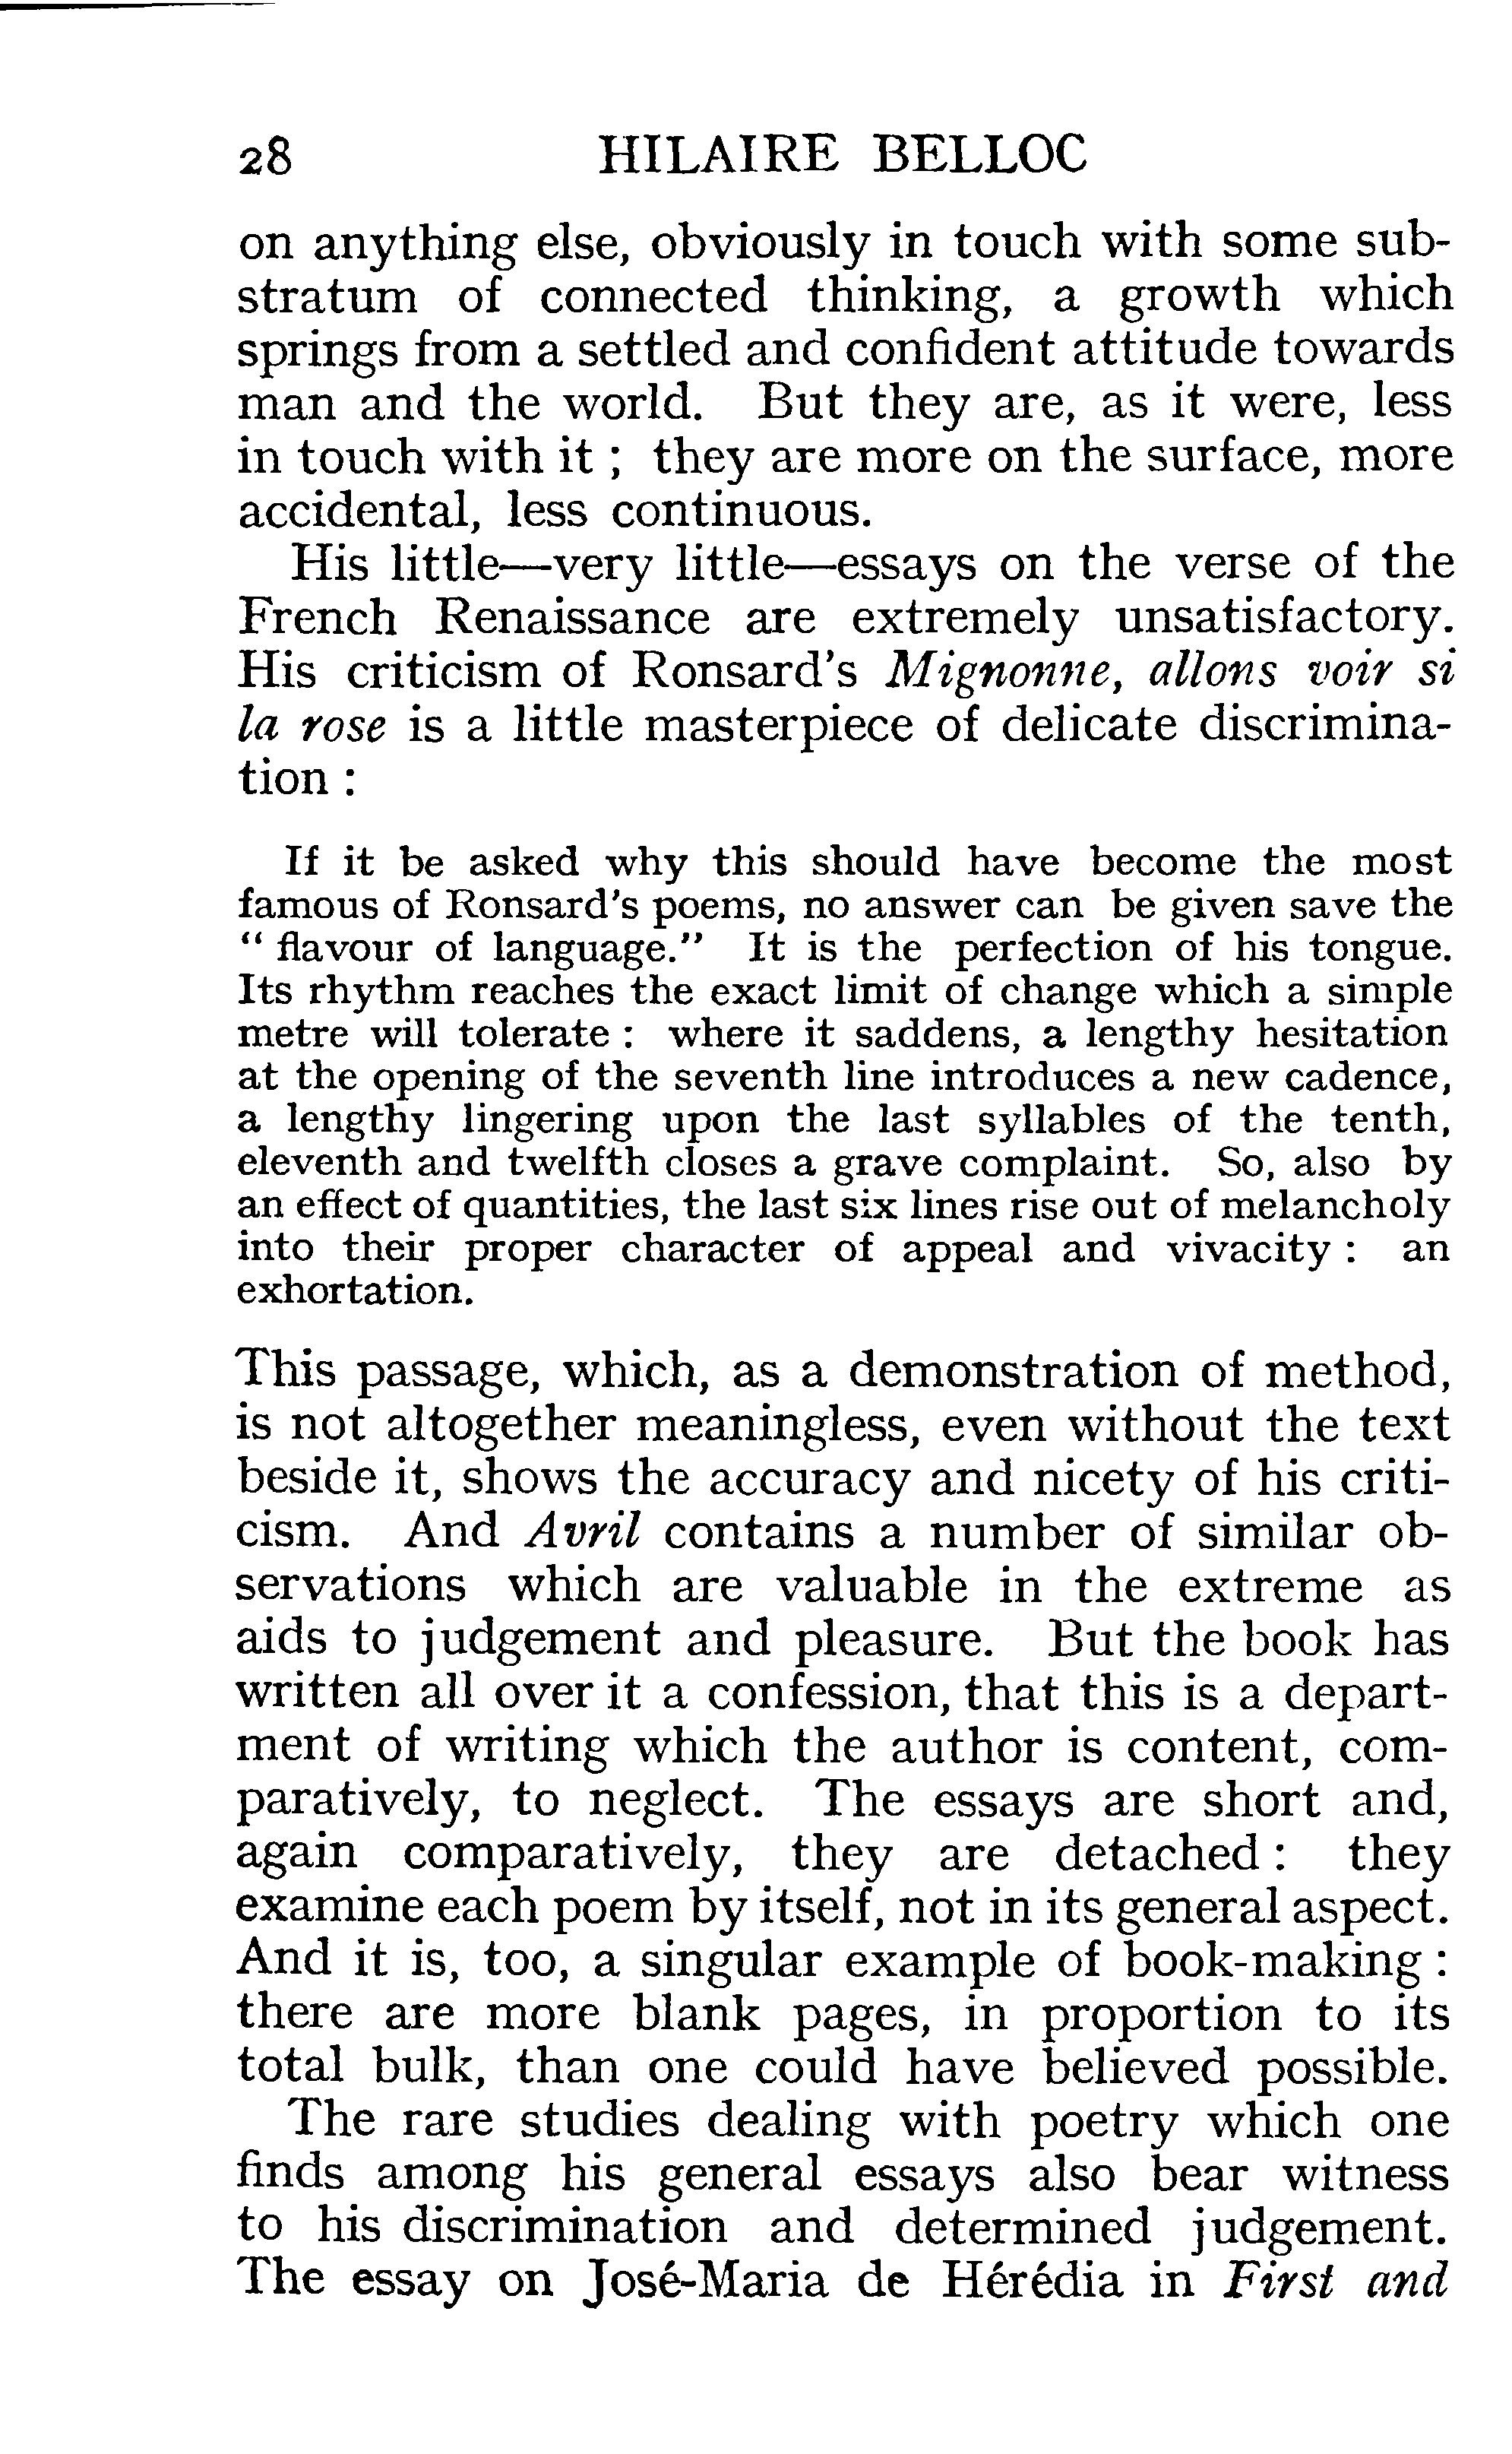 28 HILAIRE BELLOC
on anything else, obviously in touch with some sub-
stratum of connected thinking, a growth which
springs from a settled and confident attitude towards
man and the world. But they are, as it were, less
in touch with it ; they are more on the surface, more
accidental, less continuous.
His little—very little—essays on the verse of the
French Renaissance are extremely unsatisfactory.
His criticism of Ronsard's Mignonne, allons voir si
la rose is a little masterpiece of delicate discrimina-
tion :
If it be asked why this should have become the most
famous of Ronsard's poems, no answer can be given save the
" flavour of language." It is the perfection of his tongue.
Its rhythm reaches the exact limit of change which a simple
metre will tolerate : where it saddens, a lengthy hesitation
at the opening of the seventh line introduces a new cadence,
a lengthy lingering upon the last syllables of the tenth,
eleventh and twelfth closes a grave complaint. So, also by
an effect of quantities, the last six lines rise out of melancholy
into their proper character of appeal and vivacity : an
exhortation.
This passage, which, as a demonstration of method,
is not altogether meaningless, even without the text
beside it, shows the accuracy and nicety of his criti-
cism. And Avril contains a number of similar ob-
servations which are valuable in the extreme as
aids to judgement and pleasure. But the book has
written all over it a confession, that this is a depart-
ment of writing which the author is content, com-
paratively, to neglect. The essays are short and,
again comparatively, they are detached : they
examine each poem by itself, not in its general aspect.
And it is, too, a singular example of book-making :
there are more blank pages, in proportion to its
total bulk, than one could have believed possible.
The rare studies dealing with poetry which one
finds among his general essays also bear witness
to his discrimination and determined judgement.
The essay on José-Maria de Hérédia in First and